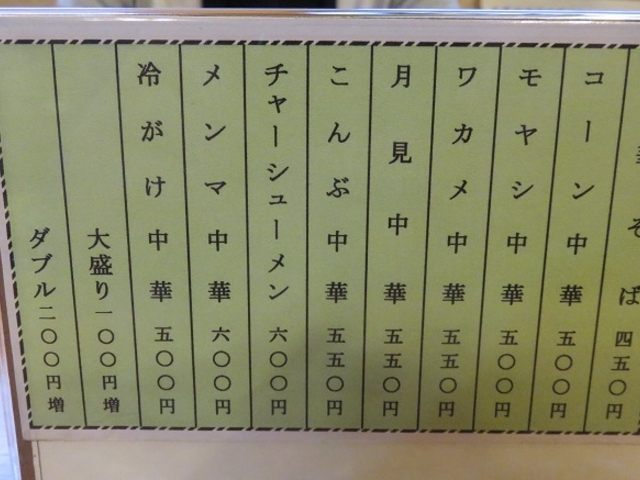 華そば 四五〇円
コーン中華 五〇〇円
モヤシ中華 五〇〇円
ワカメ中華 五五〇円
月見中華 五五〇円
こんぶ中華 五五〇円
チャーシューメン 六〇〇円
メンマ中華 六〇〇円
冷がけ中華 五〇〇円
大盛り 一〇〇円増
ダブル 二〇〇円増